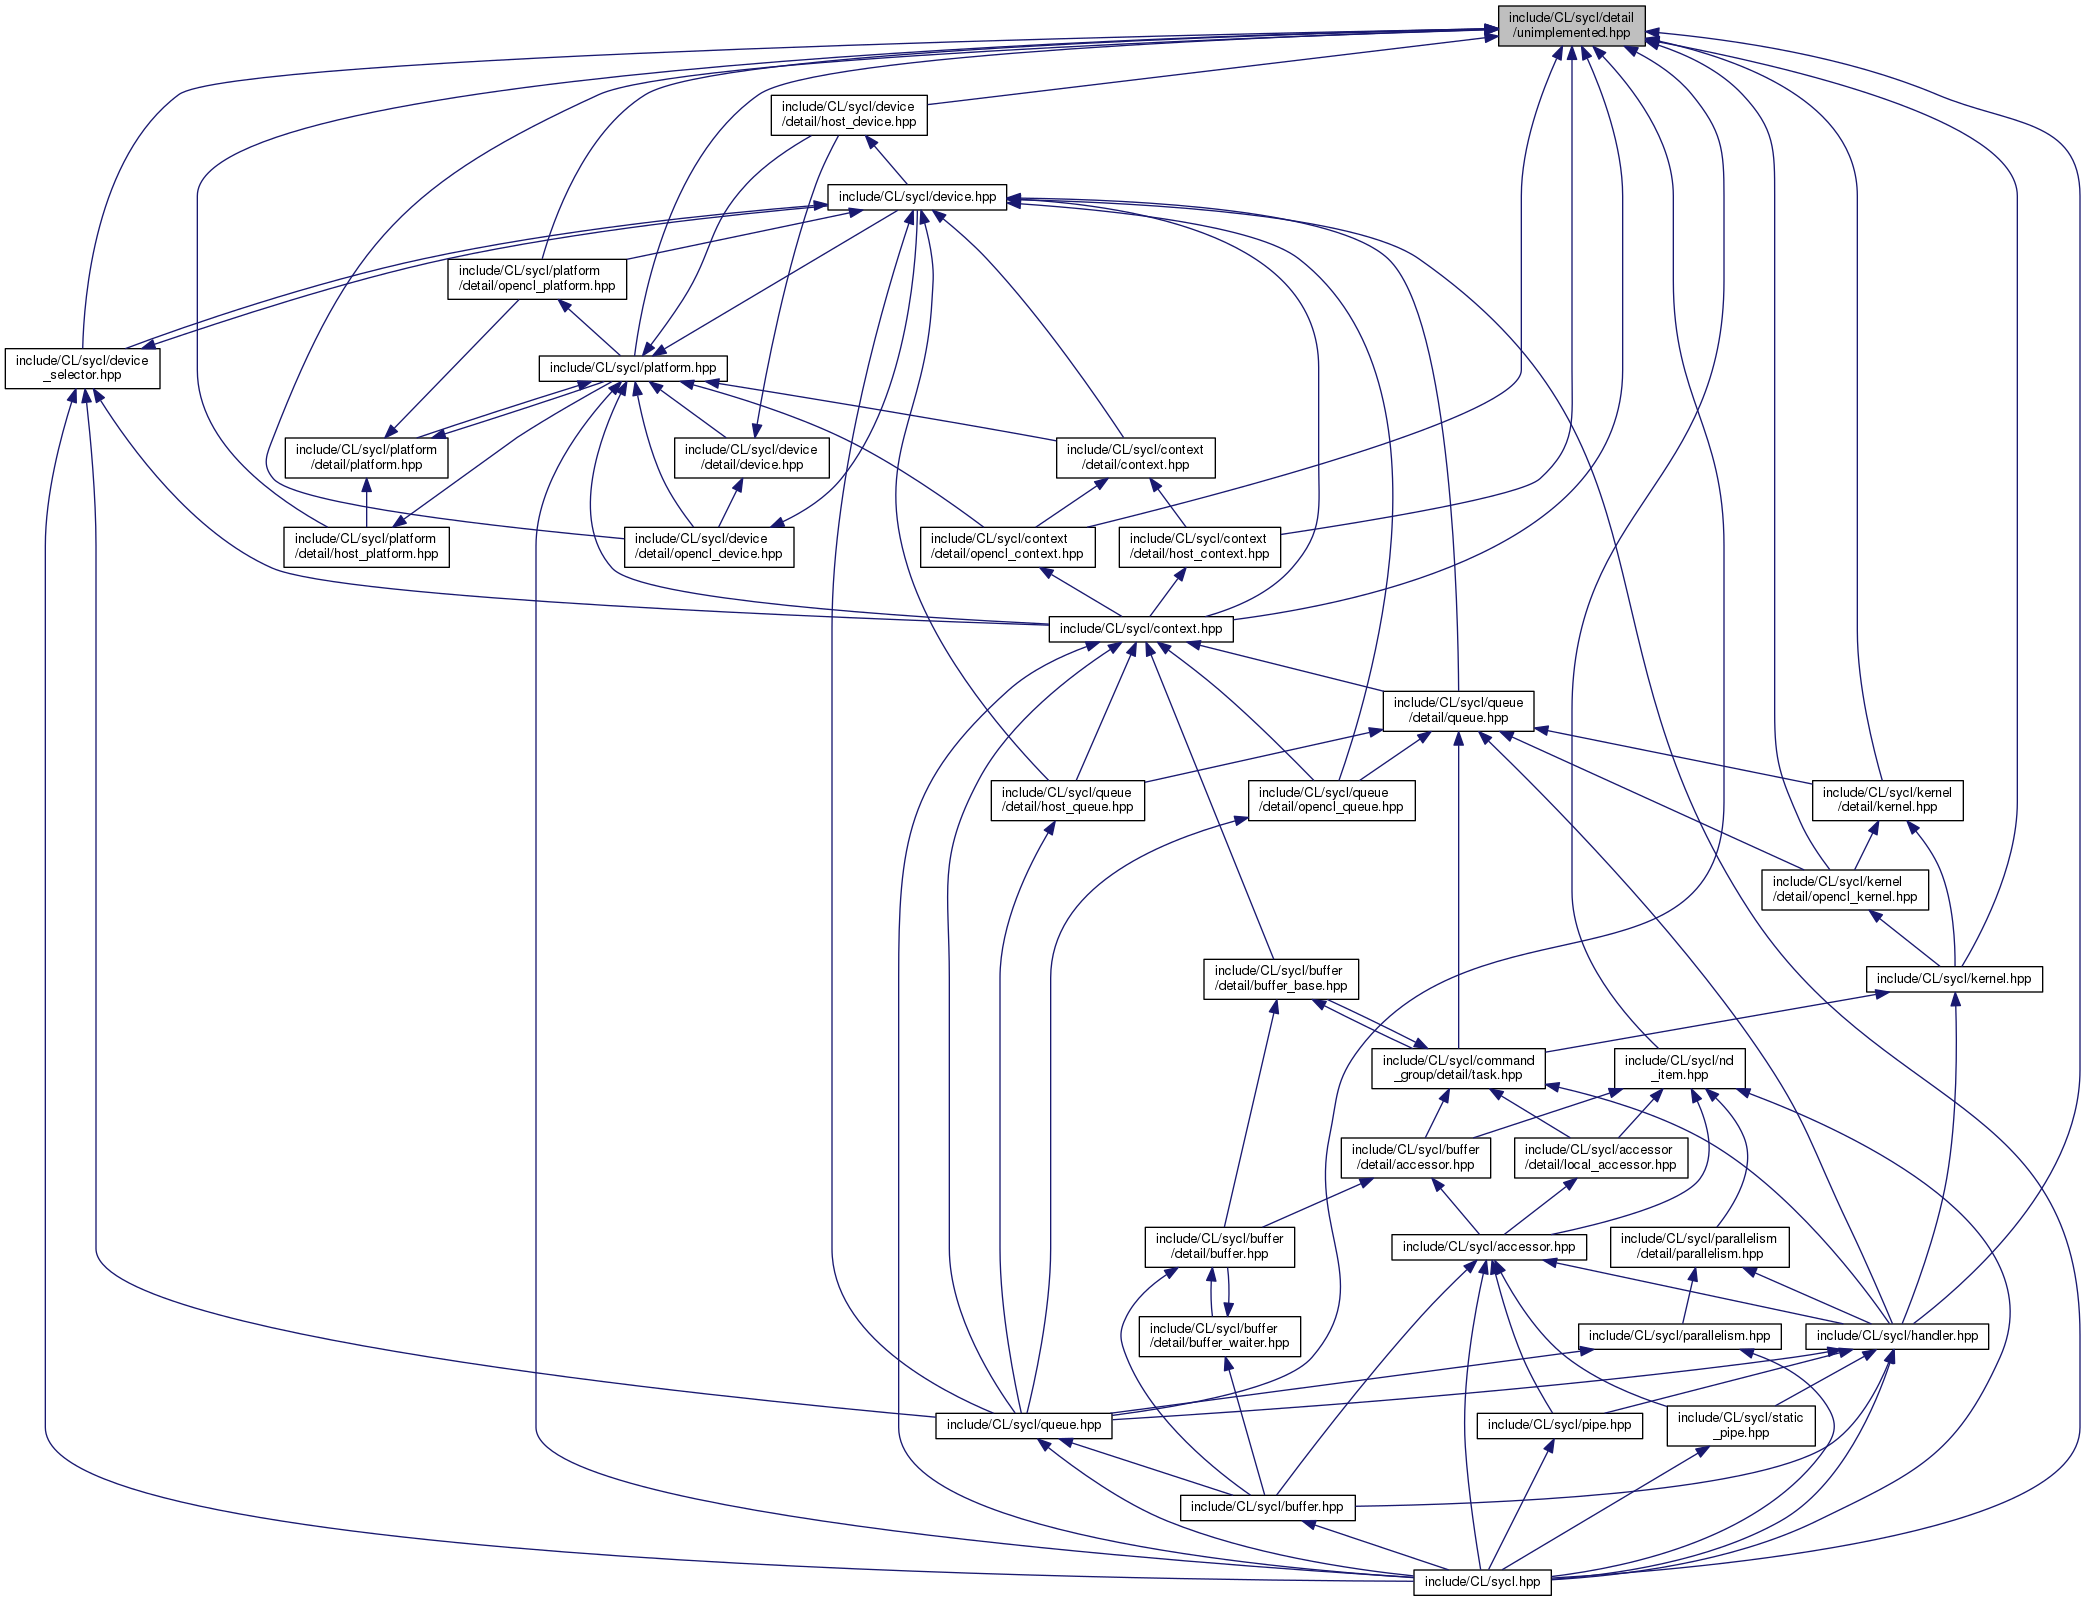 include/CL/sycl/detail
/unimplemented.hpp
include/CL/sycl/device
/detail/host_device.hpp
include/CL/sycl/device.hpp
include/CL/sycl/platform
/detail/opencl_platform.hpp
include/CL/sycl/device
_selector.hpp
include/CL/sycl/platform.hpp
include/CL/sycl/platform
/detail/platform.hpp
include/CL/sycl/device
/detail/device.hpp
include/CL/sycl/context
/detail/context.hpp
include/CL/sycl/platform
/detail/host_platform.hpp
include/CL/sycl/device
/detail/opencl_device.hpp
include/CL/sycl/context
/detail/opencl_context.hpp
include/CL/sycl/context
/detail/host_context.hpp
include/CL/sycl/context.hpp
include/CL/sycl/queue
/detail/queue.hpp
include/CL/sycl/queue
/detail/host_queue.hpp
include/CL/sycl/queue
/detail/opencl_queue.hpp
include/CL/sycl/kernel
/detail/kernel.hpp
include/CL/sycl/kernel
/detail/opencl_kernel.hpp
include/CL/sycl/buffer
/detail/buffer_base.hpp
include/CL/sycl/kernel.hpp
include/CL/sycl/command
_group/detail/task.hpp
include/CL/sycl/nd
_item.hpp
include/CL/sycl/buffer
/detail/accessor.hpp
include/CL/sycl/accessor
/detail/local_accessor.hpp
include/CL/sycl/buffer
/detail/buffer.hpp
include/CL/sycl/accessor.hpp
include/CL/sycl/parallelism
/detail/parallelism.hpp
include/CL/sycl/buffer
/detail/buffer_waiter.hpp
include/CL/sycl/parallelism.hpp
include/CL/sycl/handler.hpp
include/CL/sycl/queue.hpp
include/CL/sycl/pipe.hpp
include/CL/sycl/static
_pipe.hpp
include/CL/sycl/buffer.hpp
include/CL/sycl.hpp